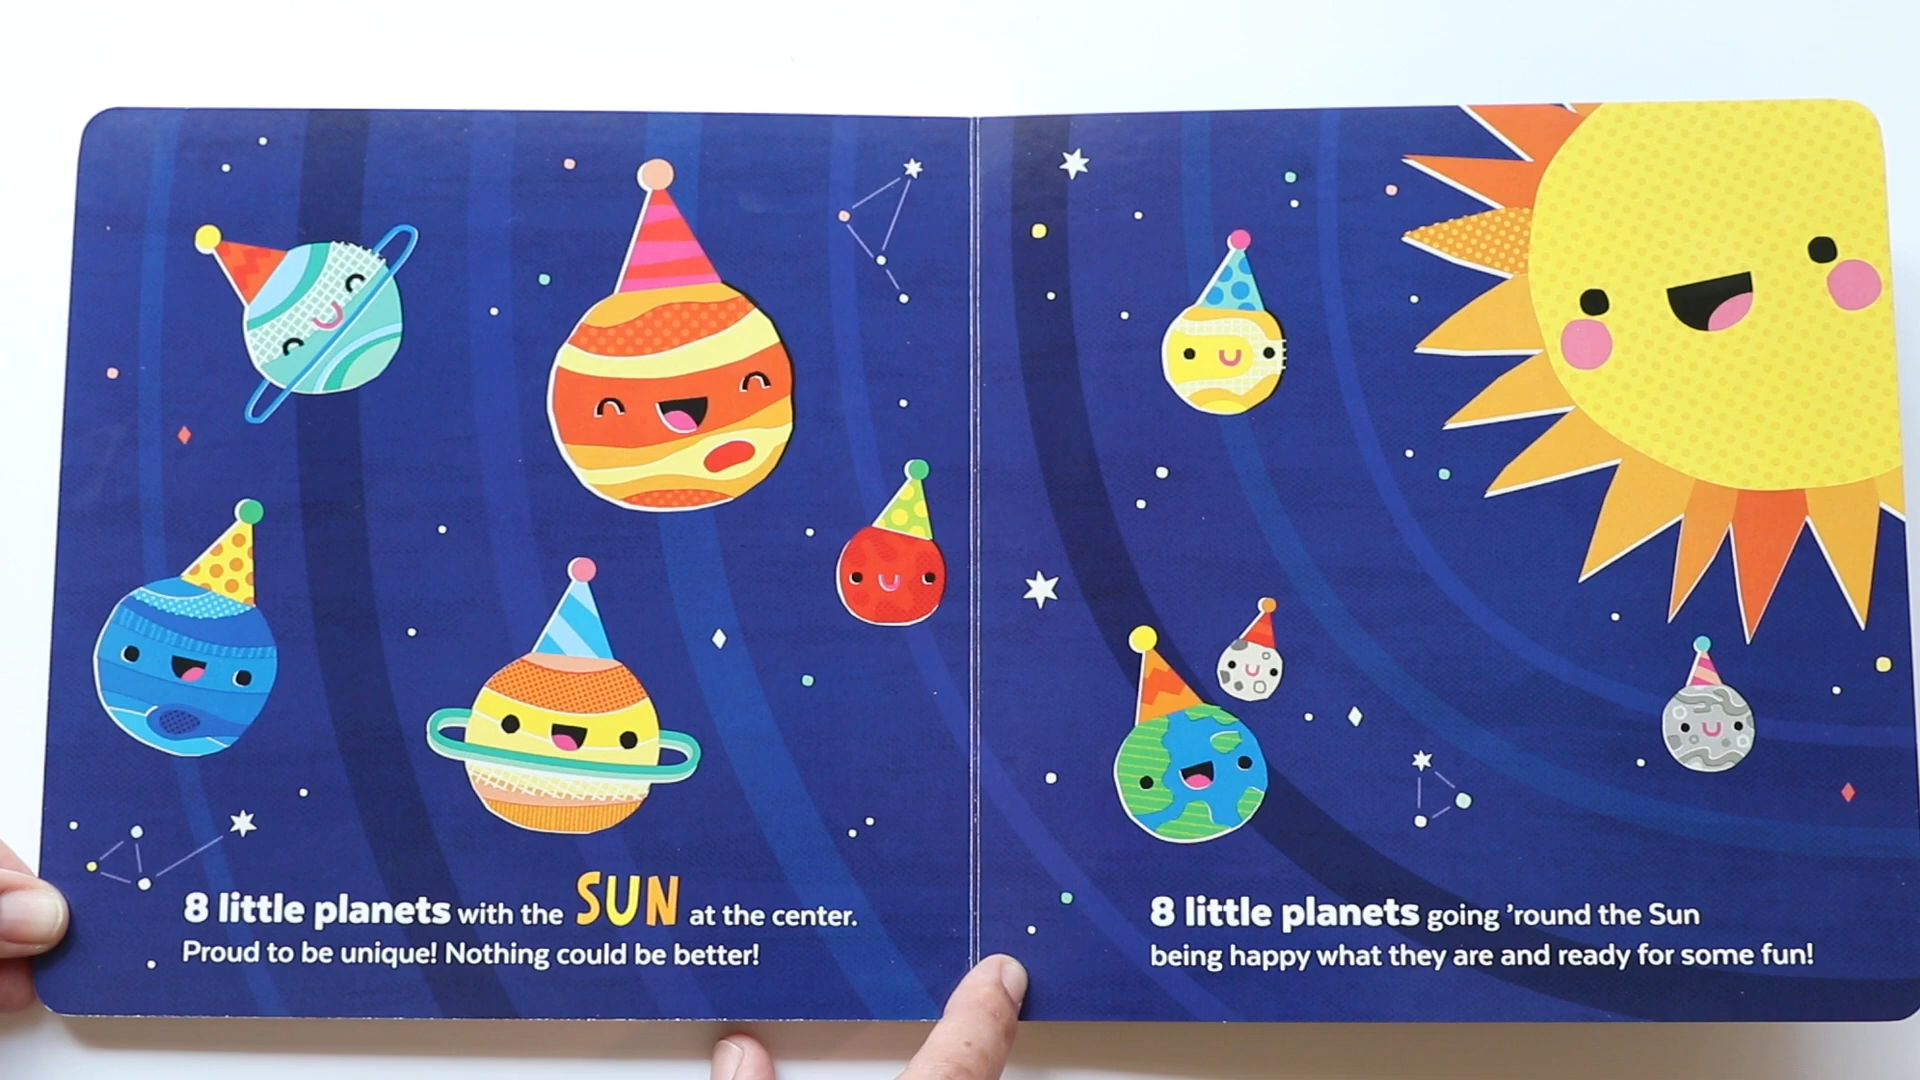 8 little planets with the SUN at the center.
Proud to be unique! Nothing could be better!
8 little planets going ’round the Sun
being happy what they are and ready for some fun!